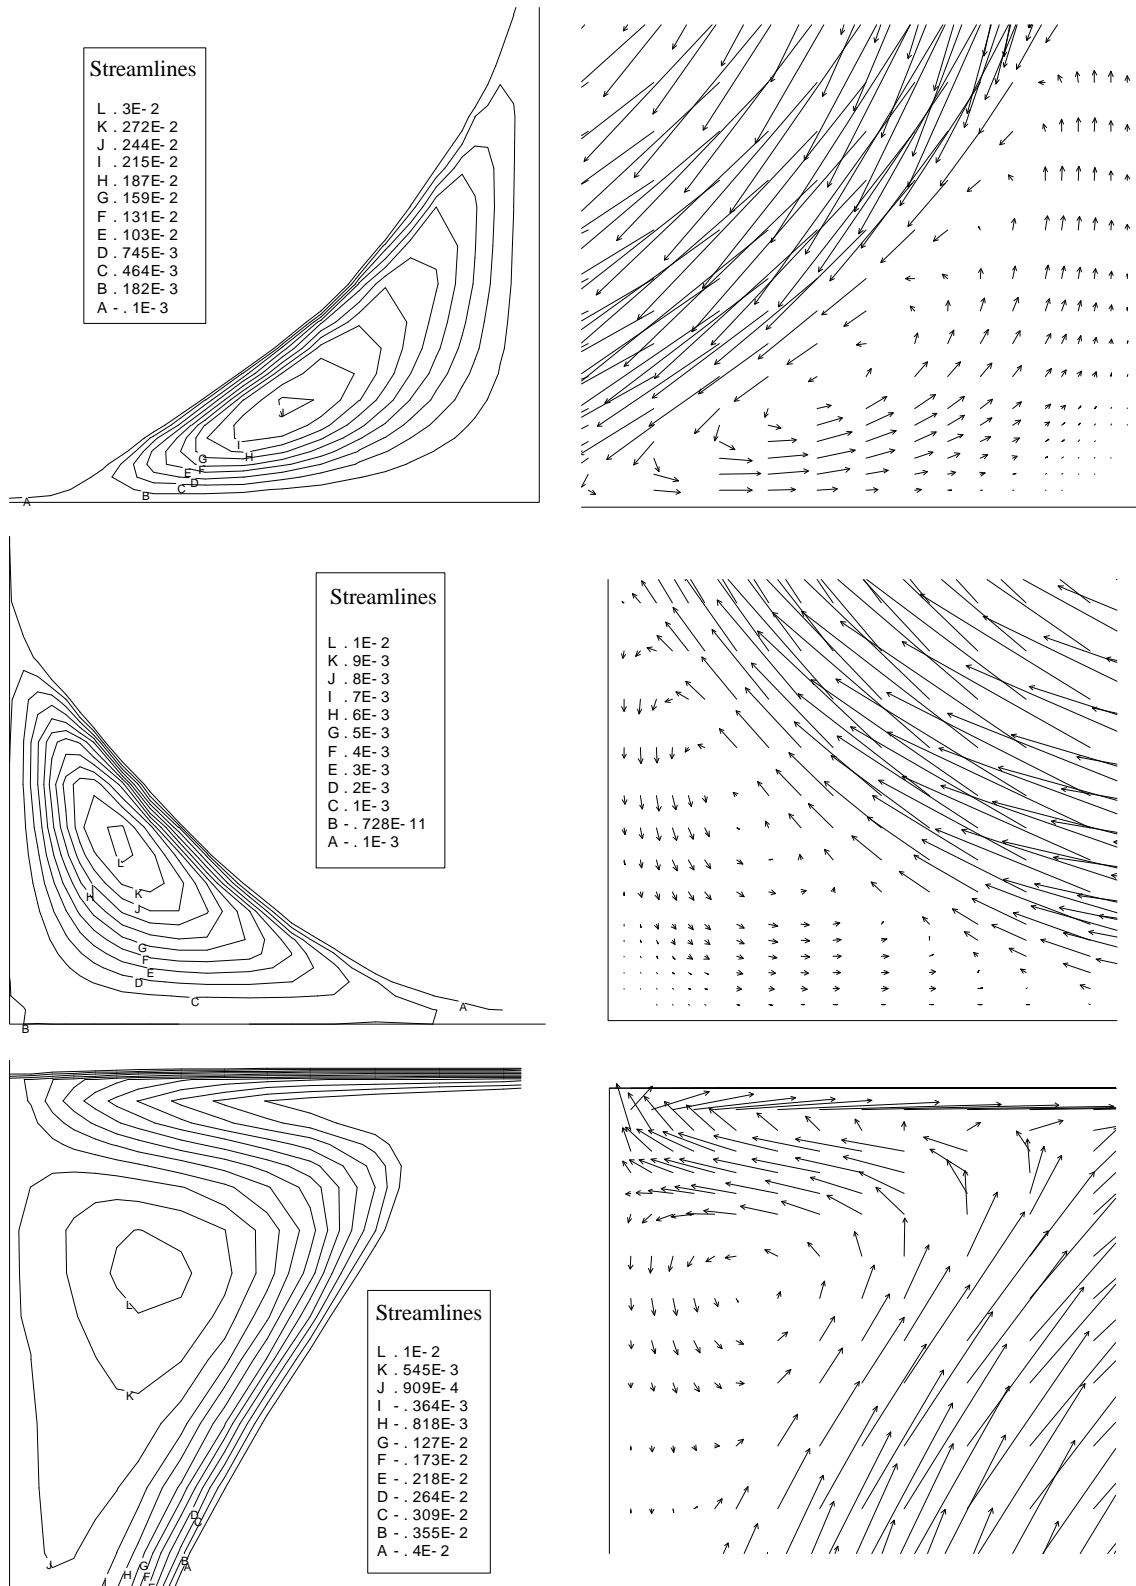 Streamlines
L . 3E- 2
K . 272E- 2
J . 244E- 2
I . 215E- 2
H . 187E- 2
G . 159E- 2
F . 131E- 2
E . 103E- 2
D . 745E- 3
C . 464E- 3
B . 182E- 3
A - . 1E- 3
J
I
H
G
F
E
D
C
B
A
Streamlines
L . 1E- 2
K . 9E- 3
J . 8E- 3
I . 7E- 3
H . 6E- 3
G . 5E- 3
F . 4E- 3
E . 3E- 3
D . 2E- 3
C . 1E- 3
B - . 728E- 11
A - . 1E- 3
L
K
H
J
G
F
E
D
C
A
B
L
K
Streamlines
L . 1E- 2
K . 545E- 3
J . 909E- 4
I - . 364E- 3
H - . 818E- 3
G - . 127E- 2
F - . 173E- 2
E - . 218E- 2
D - . 264E- 2
C - . 309E- 2
B - . 355E- 2
A - . 4E- 2
D
C
J
I
H
G
F
E
B
A